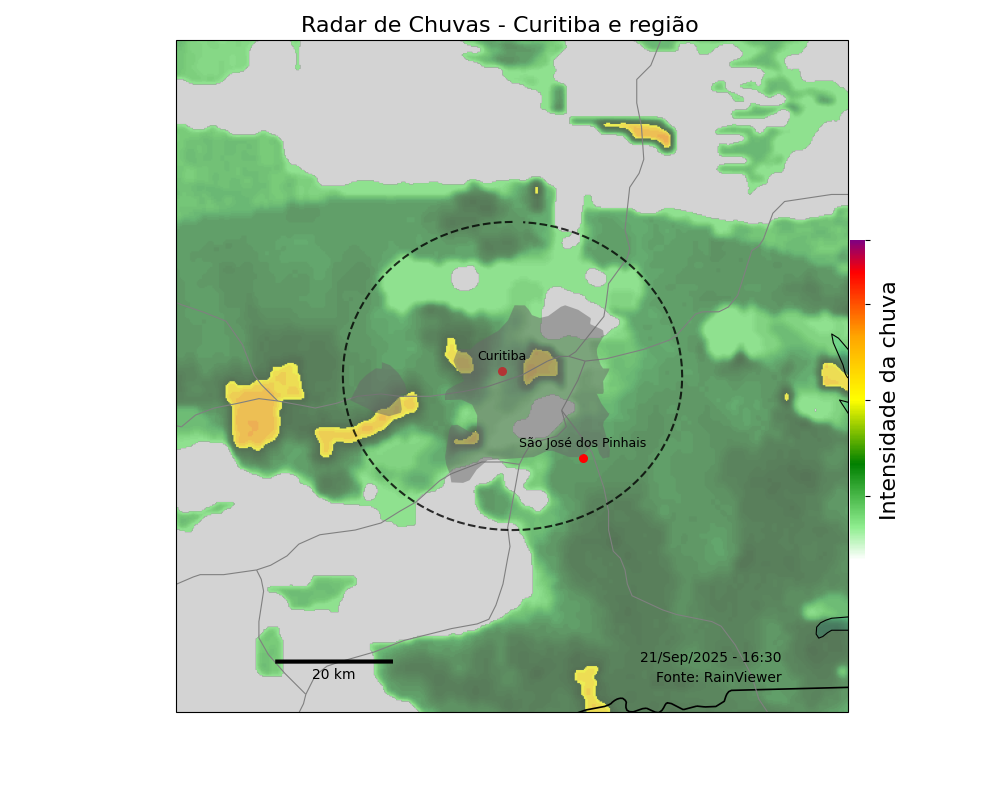 Radar de Chuvas - Curitiba e região
Curitiba
São José dos Pinhais
Intensidade da chuva
21/Sep/2025 - 16:30
Fonte: RainViewer
20 km